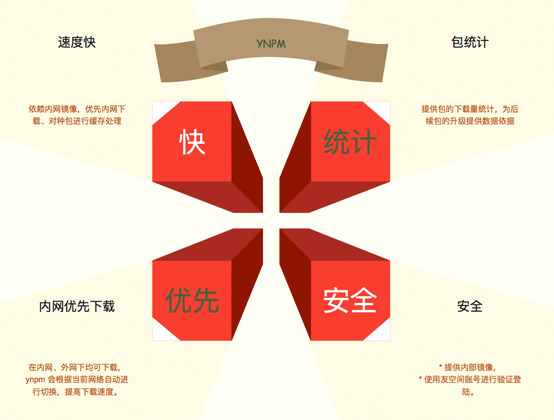 YNPM
速度快
包统计
依赖内网镜像，优先内网下
载、对种包进行缓存处理
提供包的下载量统计，为后
续包的升级提供数据依据
快
统计
优先
安全
内网优先下载
安全
在内网、外网下均可下载，
ynpm 会根据当前网络自动进
行切换，提高下载速度。
* 提供内部镜像，
* 使用友空间账号进行验证登
陆。